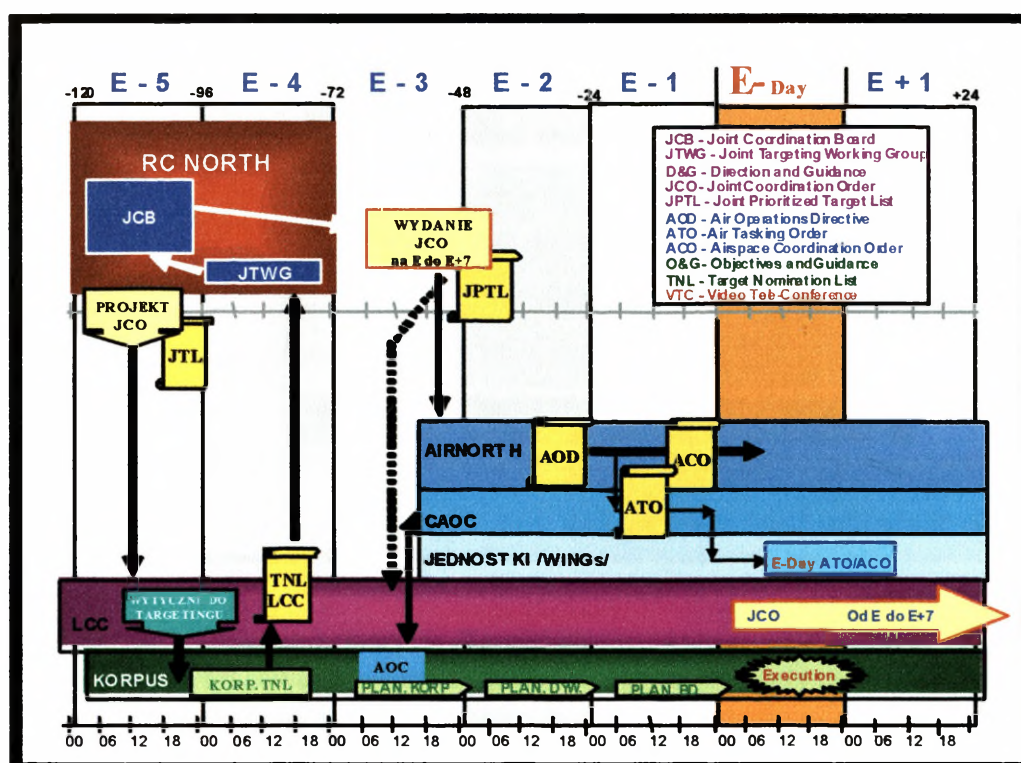 E - 5 E - 4 E - 3 E - 2 E - 1 E- Day E + 1
-120 -96 -72 -48 -24 +24
RC NORTH
JCB
JTWG
WYDANIE
JCO
na E do E+7
JPTL
JCB - Joint Coordination Board
JTWG - Joint Targeting Working Group
D&G - Direction and Guidance
JCO - Joint Coordination Order
JPTL - Joint Prioritized Target List
AOD - Air Operations Directive
ATO - Air Tasking Order
ACO - Airspace Coordination Order
O&G - Objectives and Guidance
TNL - Target Nomination List
VTC - Video Tele-Conference
PROJEKT
JCO
JTL
AIRNORTH
AOD
ACO
CAOC
ATO
JEDNOSTKI /WINGs/
E-Day ATO/ACO
TNL
LCC
LCC
WYTYCZNE DO
TARGETINGU
JCO Od E do E+7
KORPUS
KORP. TNL
AOC
PLAN. KORP
PLAN. DYW.
PLAN. BD.
Execution
00 06 12 18 00 06 12 18 00 06 12 18 00 06 12 18 00 06 12 18 00 06 12 18 00 06 12 18 00